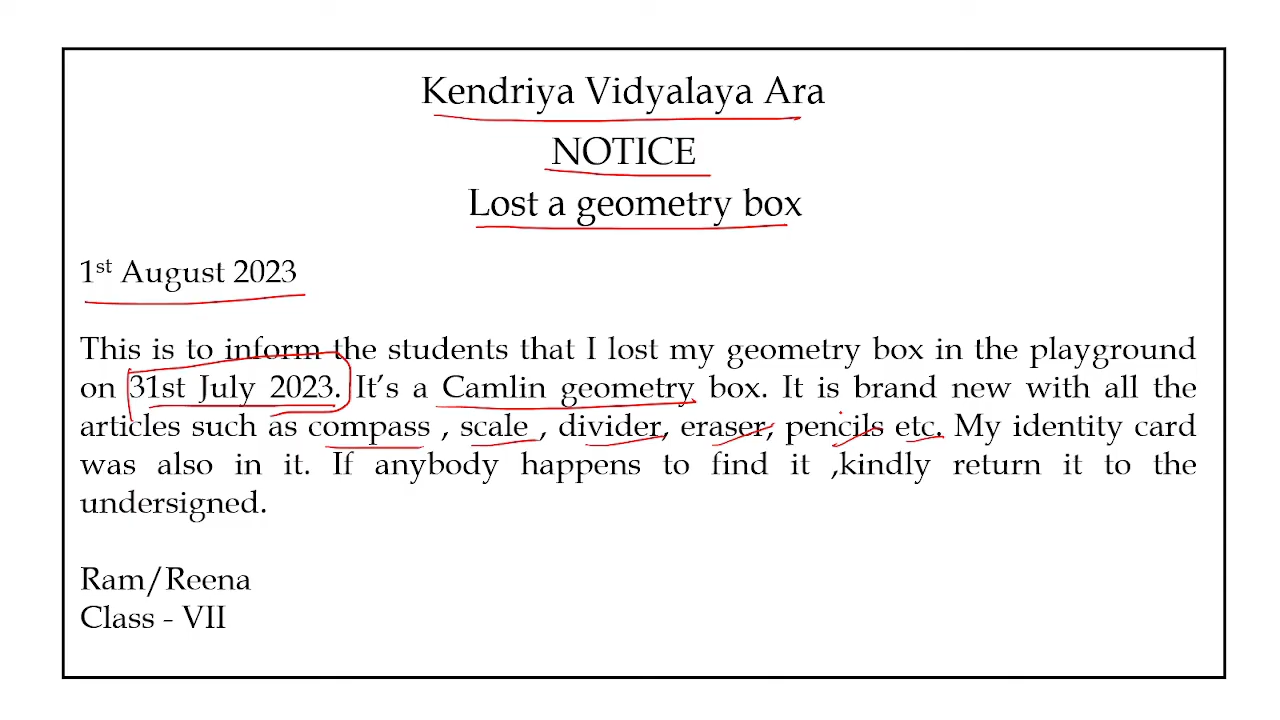 Kendriya Vidyalaya Ara
NOTICE
Lost a geometry box
1st August 2023
This is to inform the students that I lost my geometry box in the playground
on 31st July 2023. It’s a Camlin geometry box. It is brand new with all the
articles such as compass , scale , divider, eraser, pencils etc. My identity card
was also in it. If anybody happens to find it ,kindly return it to the
undersigned.
Ram/Reena
Class - VII